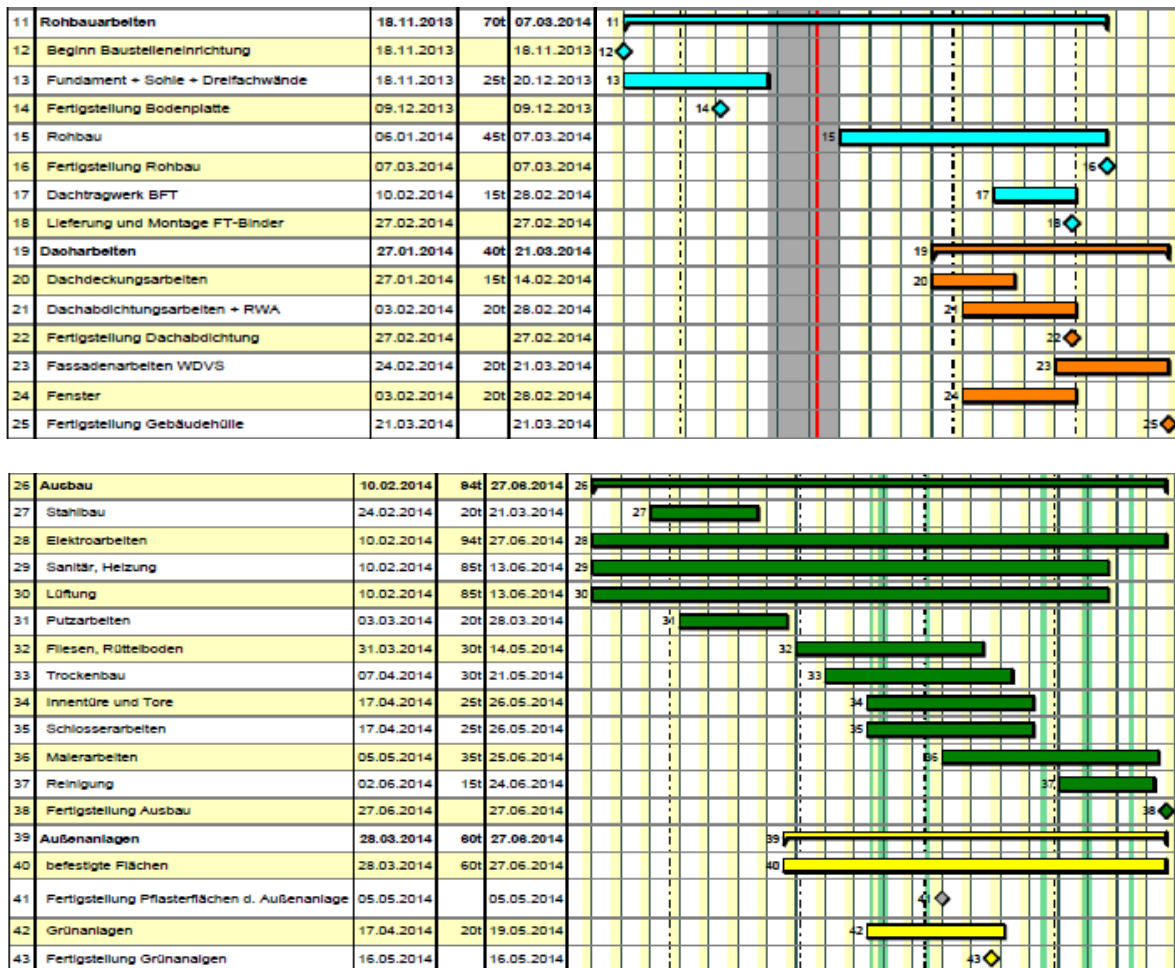 11 Rohbauarbeiten 18.11.2013 70t 07.03.2014 11
12 Beginn Baustelleneinrichtung 18.11.2013 18.11.2013 12
13 Fundament + Sohle + Dreifachwände 18.11.2013 25t 20.12.2013 13
14 Fertigstellung Bodenplatte 09.12.2013 09.12.2013 14
15 Rohbau 06.01.2014 45t 07.03.2014 15
16 Fertigstellung Rohbau 07.03.2014 07.03.2014 16
17 Dachtragwerk BFT 10.02.2014 15t 28.02.2014 17
18 Lieferung und Montage FT-Binder 27.02.2014 27.02.2014 18
19 Dacharbeiten 27.01.2014 40t 21.03.2014 19
20 Dachdeckungsarbeiten 27.01.2014 15t 14.02.2014 20
21 Dachabdichtungsarbeiten + RWA 03.02.2014 20t 28.02.2014 21
22 Fertigstellung Dachabdichtung 27.02.2014 27.02.2014 22
23 Fassadenarbeiten WDVS 24.02.2014 20t 21.03.2014 23
24 Fenster 03.02.2014 20t 28.02.2014 24
25 Fertigstellung Gebäudehülle 21.03.2014 21.03.2014 25
26 Ausbau 10.02.2014 94t 27.06.2014 26
27 Stahlbau 24.02.2014 20t 21.03.2014 27
28 Elektroarbeiten 10.02.2014 94t 27.06.2014 28
29 Sanitär, Heizung 10.02.2014 85t 13.06.2014 29
30 Lüftung 10.02.2014 85t 13.06.2014 30
31 Putzarbeiten 03.03.2014 20t 28.03.2014 31
32 Fliesen, Rüttelboden 31.03.2014 30t 14.05.2014 32
33 Trockenbau 07.04.2014 30t 21.05.2014 33
34 Innentüre und Tore 17.04.2014 25t 26.05.2014 34
35 Schlosserarbeiten 17.04.2014 25t 26.05.2014 35
36 Malerarbeiten 05.05.2014 35t 25.06.2014 36
37 Reinigung 02.06.2014 15t 24.06.2014 37
38 Fertigstellung Ausbau 27.06.2014 27.06.2014 38
39 Außenanlagen 28.03.2014 60t 27.06.2014 39
40 befestigte Flächen 28.03.2014 60t 27.06.2014 40
41 Fertigstellung Pflasterflächen d. Außenanlage 05.05.2014 05.05.2014 41
42 Grünanlagen 17.04.2014 20t 19.05.2014 42
43 Fertigstellung Grünanalgen 16.05.2014 16.05.2014 43